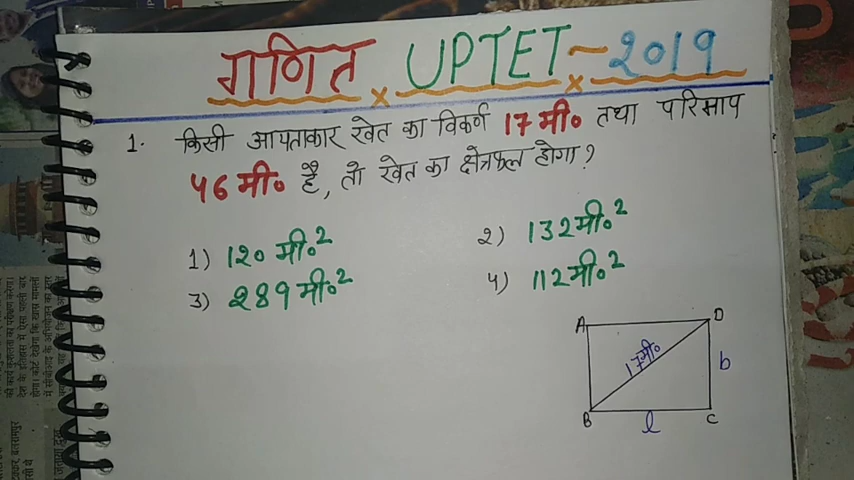 गणित UPTET-2019
1. किसी आयताकार खेत का विकर्ण 17 मी० तथा परिमाप
46 मी० है, तो खेत का क्षेत्रफल होगा?
1) 120 मी०² 2) 132 मी०²
3) 289 मी०² 4) 112 मी०²
A D
17मी० b
B l C